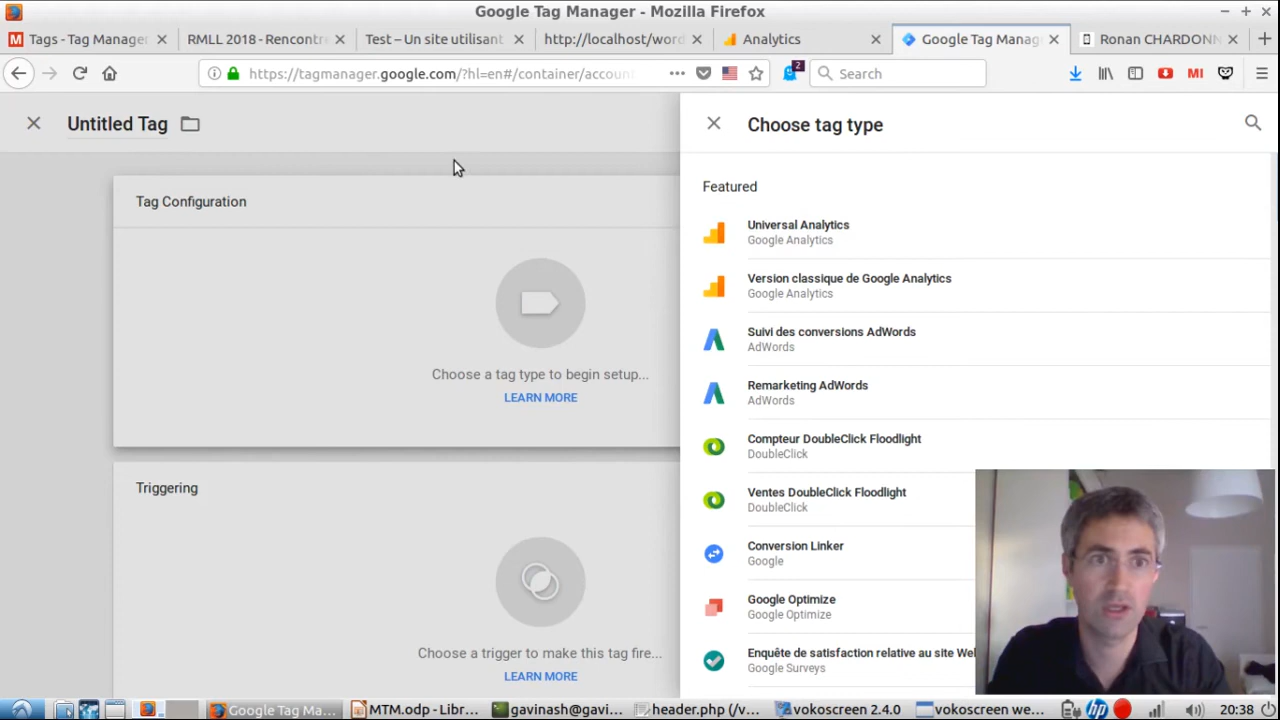 Google Tag Manager - Mozilla Firefox
Tags - Tag Manager
RMLL 2018 - Rencontre
Test – Un site utilisant
http://localhost/word
Analytics
Google Tag Manag
Ronan CHARDONN
https://tagmanager.google.com/?hl=en#/container/accoun
2
Search
MI
Untitled Tag
Choose tag type
Tag Configuration
Featured
Universal Analytics
Google Analytics
Version classique de Google Analytics
Google Analytics
Suivi des conversions AdWords
AdWords
Choose a tag type to begin setup...
LEARN MORE
Remarketing AdWords
AdWords
Compteur DoubleClick Floodlight
DoubleClick
Triggering
Ventes DoubleClick Floodlight
DoubleClick
Conversion Linker
Google
Google Optimize
Google Optimize
Choose a trigger to make this tag fire...
LEARN MORE
Enquête de satisfaction relative au site Wel
Google Surveys
Google Tag Ma...
MTM.odp - Libr...
gavinash@gavi...
header.php (/v...
vokoscreen 2.4.0
vokoscreen we...
hp
20:38